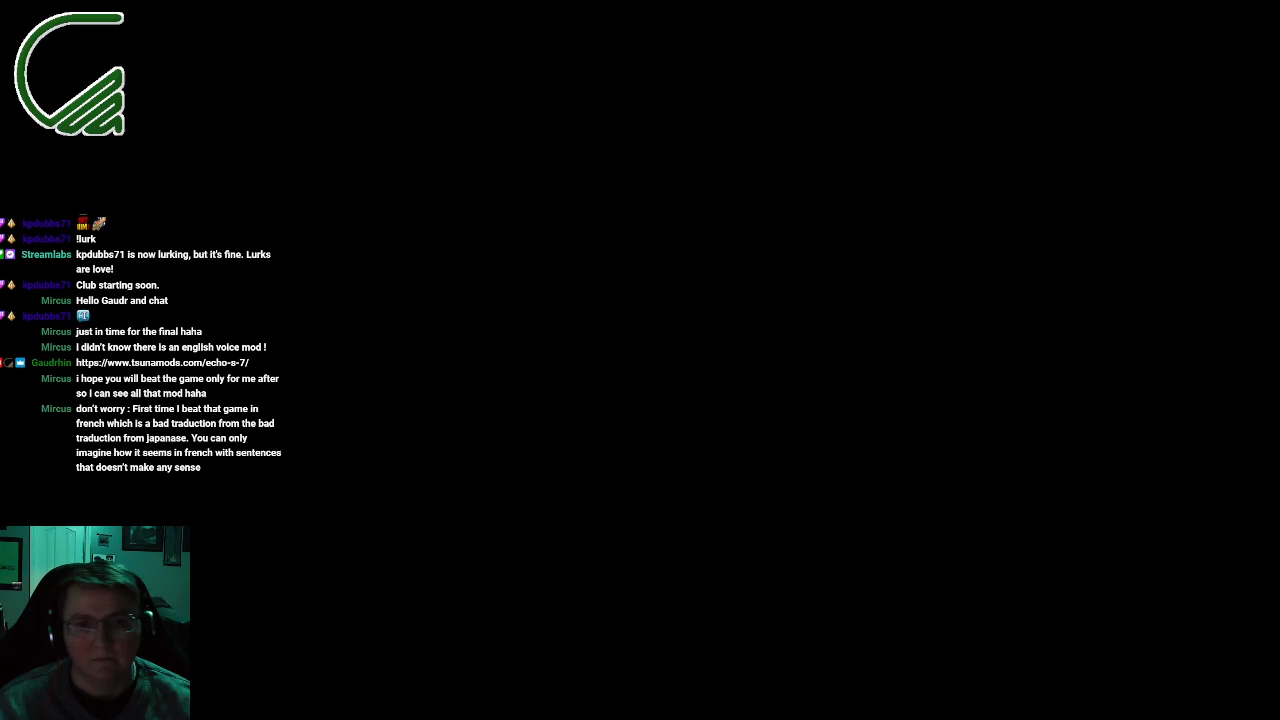 kpdubbs71
kpdubbs71 !lurk
Streamlabs kpdubbs71 is now lurking, but it's fine. Lurks
are love!
kpdubbs71 Club starting soon.
Mircus Hello Gaudr and chat
kpdubbs71
Mircus just in time for the final haha
Mircus I didn't know there is an english voice mod !
Gaudrhin https://www.tsunamods.com/echo-s-7/
Mircus i hope you will beat the game only for me after
so I can see all that mod haha
Mircus don't worry : First time I beat that game in
french which is a bad traduction from the bad
traduction from japanase. You can only
imagine how it seems in french with sentences
that doesn't make any sense